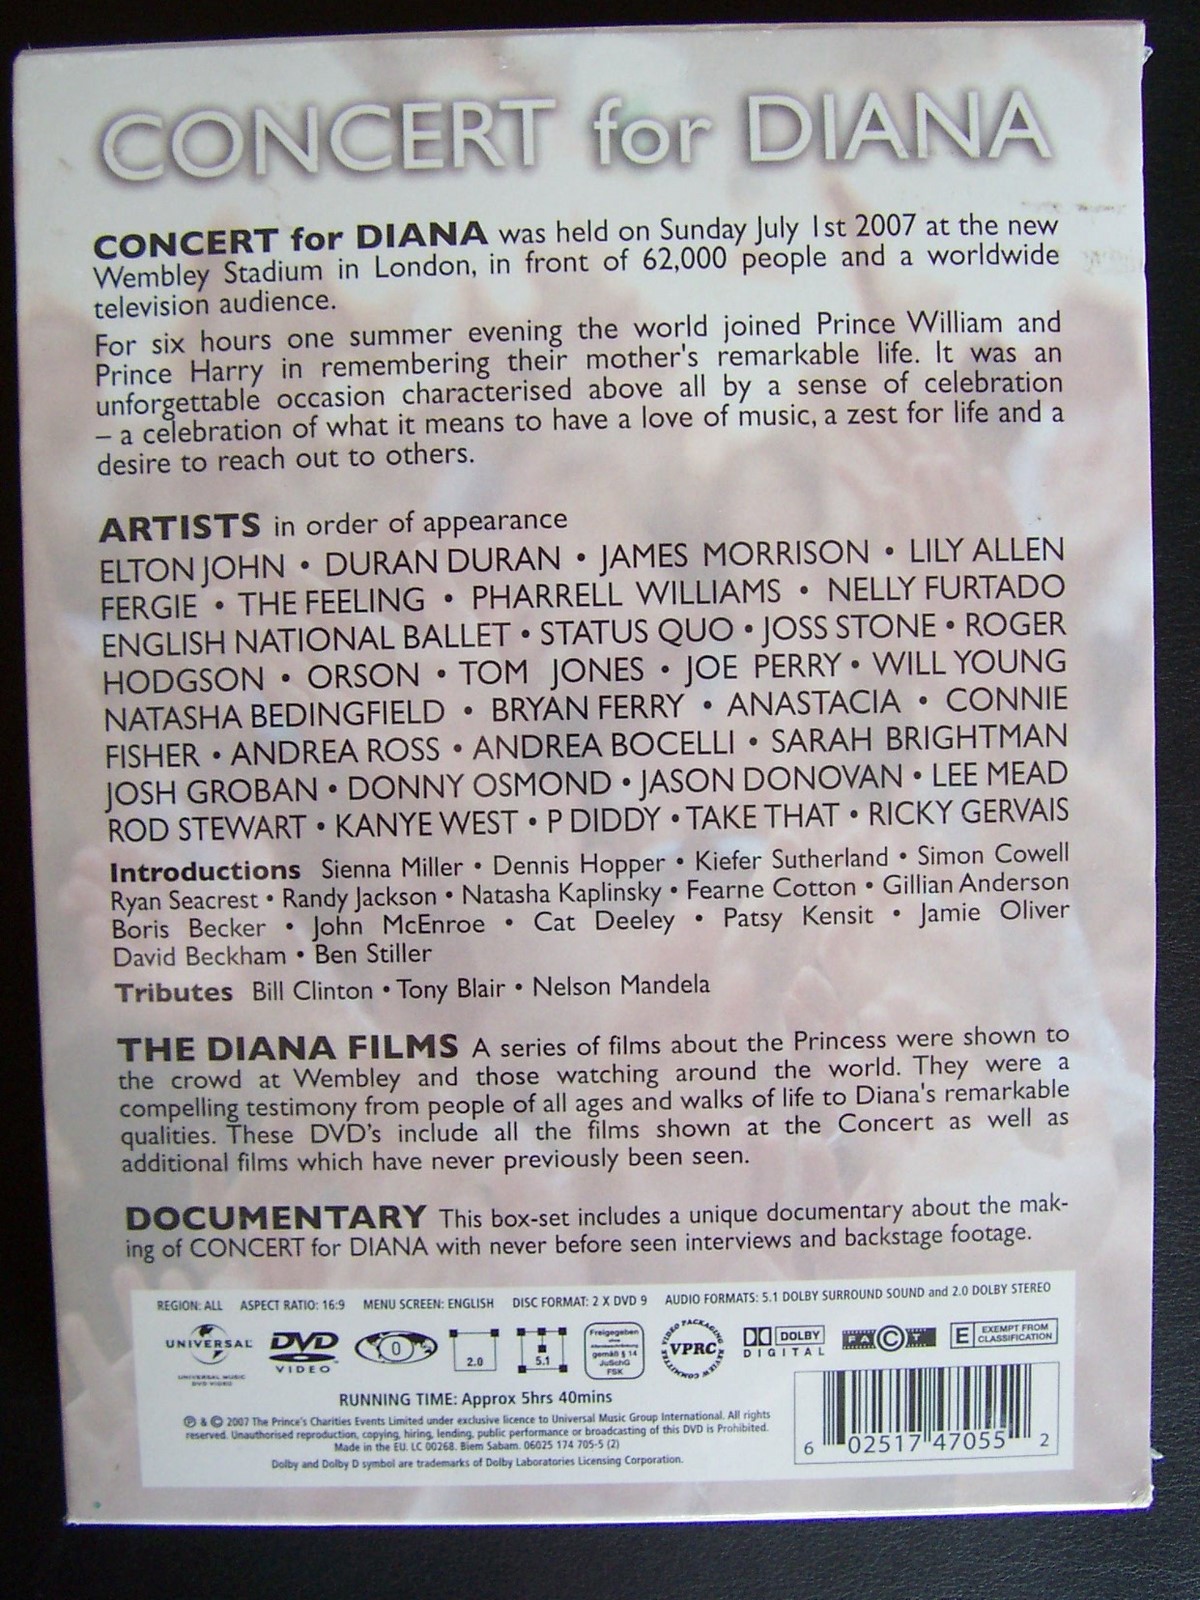 CONCERT for DIANA
CONCERT for DIANA was held on Sunday July 1st 2007 at the new
Wembley Stadium in London, in front of 62,000 people and a worldwide
television audience.
For six hours one summer evening the world joined Prince William and
Prince Harry in remembering their mother's remarkable life. It was an
unforgettable occasion characterised above all by a sense of celebration
– a celebration of what it means to have a love of music, a zest for life and a
desire to reach out to others.
ARTISTS in order of appearance
ELTON JOHN • DURAN DURAN • JAMES MORRISON • LILY ALLEN
FERGIE • THE FEELING • PHARRELL WILLIAMS • NELLY FURTADO
ENGLISH NATIONAL BALLET • STATUS QUO • JOSS STONE • ROGER
HODGSON • ORSON • TOM JONES • JOE PERRY • WILL YOUNG
NATASHA BEDINGFIELD • BRYAN FERRY • ANASTACIA • CONNIE
FISHER • ANDREA ROSS • ANDREA BOCELLI • SARAH BRIGHTMAN
JOSH GROBAN • DONNY OSMOND • JASON DONOVAN • LEE MEAD
ROD STEWART • KANYE WEST • P DIDDY • TAKE THAT • RICKY GERVAIS
Introductions Sienna Miller • Dennis Hopper • Kiefer Sutherland • Simon Cowell
Ryan Seacrest • Randy Jackson • Natasha Kaplinsky • Fearne Cotton • Gillian Anderson
Boris Becker • John McEnroe • Cat Deeley • Patsy Kensit • Jamie Oliver
David Beckham • Ben Stiller
Tributes Bill Clinton • Tony Blair • Nelson Mandela
THE DIANA FILMS A series of films about the Princess were shown to
the crowd at Wembley and those watching around the world. They were a
compelling testimony from people of all ages and walks of life to Diana's remarkable
qualities. These DVD's include all the films shown at the Concert as well as
additional films which have never previously been seen.
DOCUMENTARY This box-set includes a unique documentary about the mak-
ing of CONCERT for DIANA with never before seen interviews and backstage footage.
REGION: ALL ASPECT RATIO: 16:9 MENU SCREEN: ENGLISH DISC FORMAT: 2 X DVD 9 AUDIO FORMATS: 5.1 DOLBY SURROUND SOUND and 2.0 DOLBY STEREO
UNIVERSAL
UNIVERSAL MUSIC
DVD VIDEO
DVD
VIDEO
0
2.0
5.1
Freigegeben
ohne
gemäß § 14
JuSchG
FSK
VIDEO PACKAGING
VPRC
REVIEW COMMITTEE
DOLBY
DIGITAL
FACT
E EXEMPT FROM
CLASSIFICATION
RUNNING TIME: Approx 5hrs 40mins
℗ & © 2007 The Prince's Charities Events Limited under exclusive licence to Universal Music Group International. All rights
reserved. Unauthorised reproduction, copying, hiring, lending, public performance or broadcasting of this DVD is Prohibited.
Made in the EU. LC 00268. Biem Sabam. 06025 174 705-5 (2)
Dolby and Dolby D symbol are trademarks of Dolby Laboratories Licensing Corporation.
6 02517 47055 2